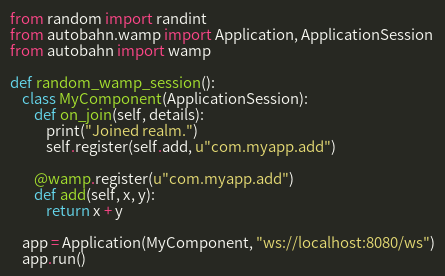 from random import randint
from autobahn.wamp import Application, ApplicationSession
from autobahn import wamp

def random_wamp_session():
    class MyComponent(ApplicationSession):
        def on_join(self, details):
            print("Joined realm.")
            self.register(self.add, u"com.myapp.add")

        @wamp.register(u"com.myapp.add")
        def add(self, x, y):
            return x + y

    app = Application(MyComponent, "ws://localhost:8080/ws")
    app.run()